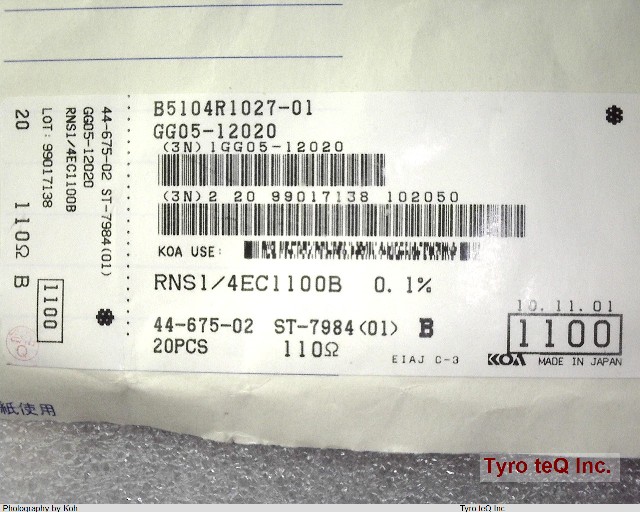 B5104R1027-01
GG05-12020
(3N) 1GG05-12020
(3N) 2 20 99017138 102050
KOA USE:
RNS1/4EC1100B 0.1%
10.11.01
44-675-02 ST-7984(01) B
1100
20PCS 110Ω
EIAJ C-3 KOA MADE IN JAPAN
44-675-02 ST-7984(01)
GG05-12020
RNS1/4EC1100B
LOT: 99017138
20 110Ω B
1100
紙使用
Tyro teQ Inc.
Photography by Koh
Tyro teQ Inc